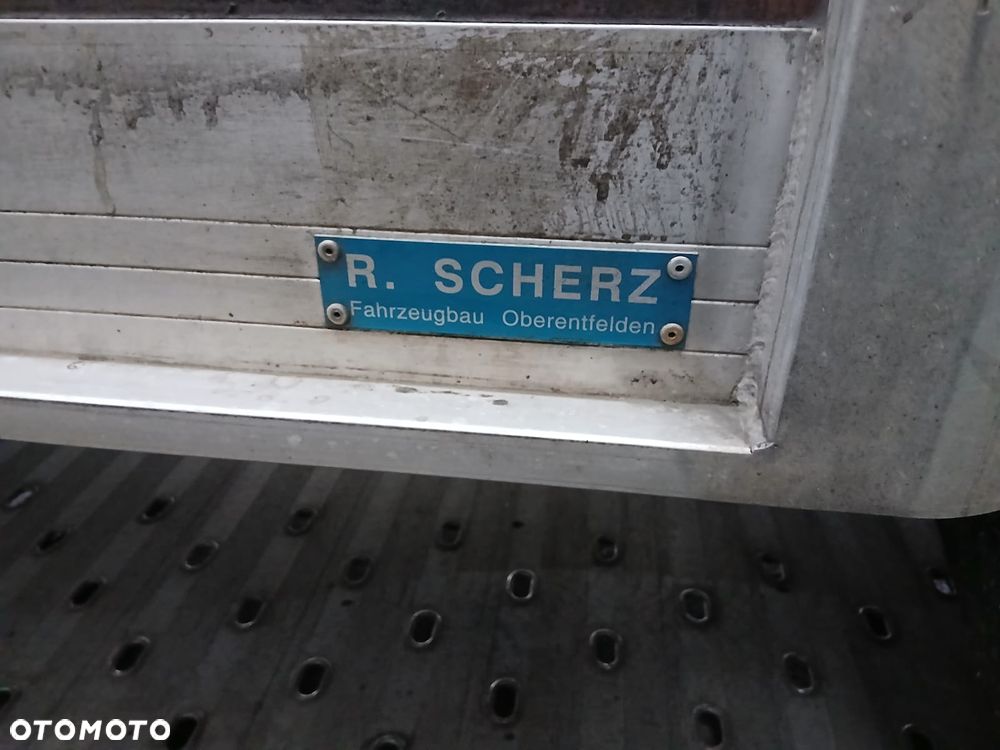 R. SCHERZ
Fahrzeugbau Oberentfelden
OTOMOTO